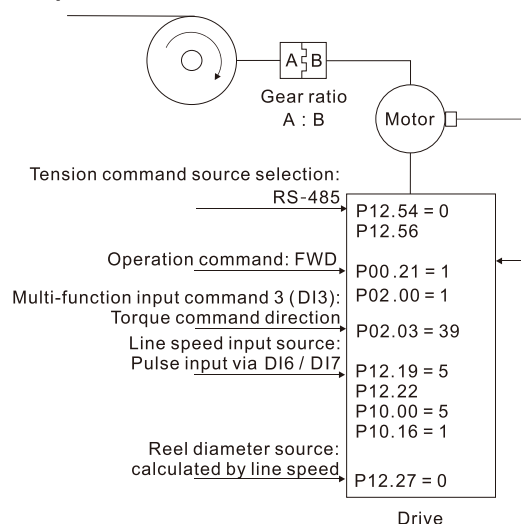 A B
Gear ratio
A : B
Motor
Tension command source selection:
RS-485
P12.54 = 0
P12.56
Operation command: FWD
P00.21 = 1
P02.00 = 1
Multi-function input command 3 (DI3):
Torque command direction
P02.03 = 39
Line speed input source:
Pulse input via DI6 / DI7
P12.19 = 5
P12.22
P10.00 = 5
P10.16 = 1
Reel diameter source:
calculated by line speed
P12.27 = 0
Drive